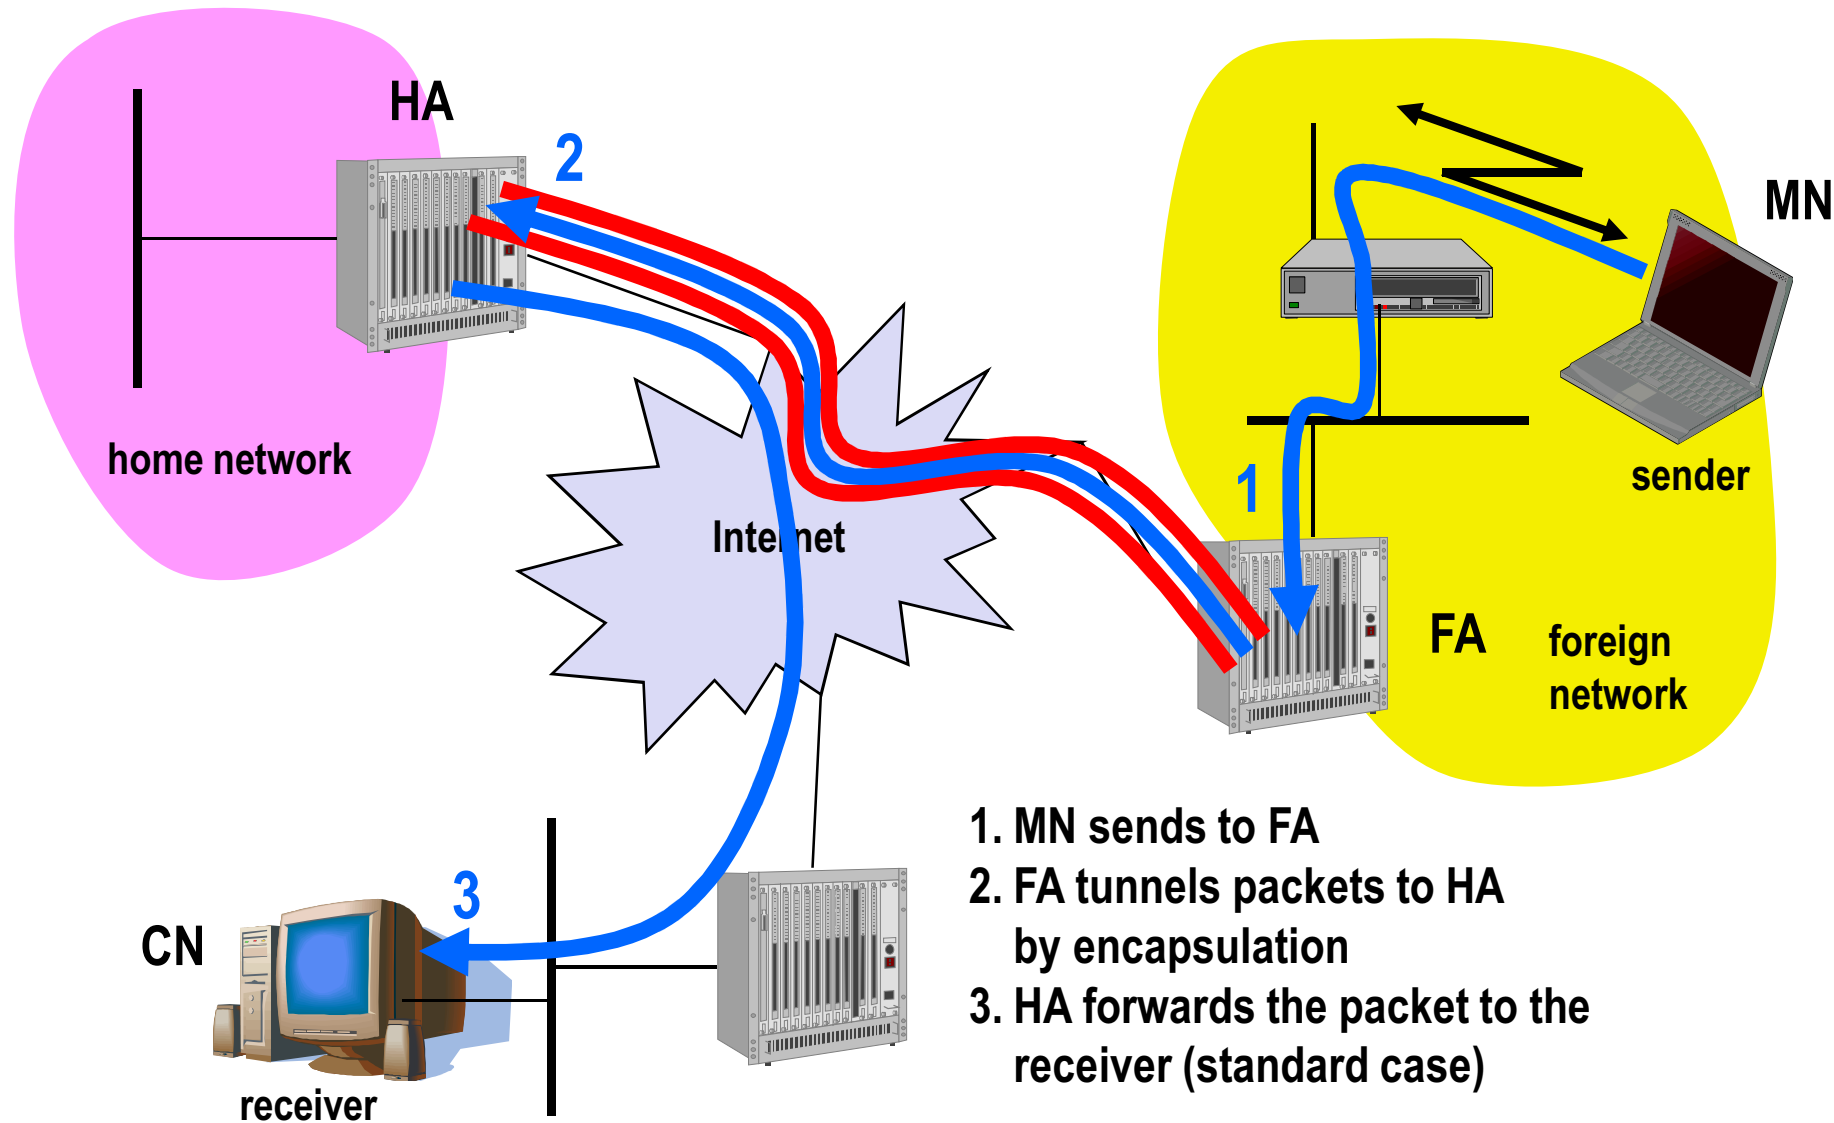 HA
2
MN
home network
sender
1
Internet
FA
foreign
network
1. MN sends to FA
2. FA tunnels packets to HA
by encapsulation
3. HA forwards the packet to the
receiver (standard case)
3
CN
receiver